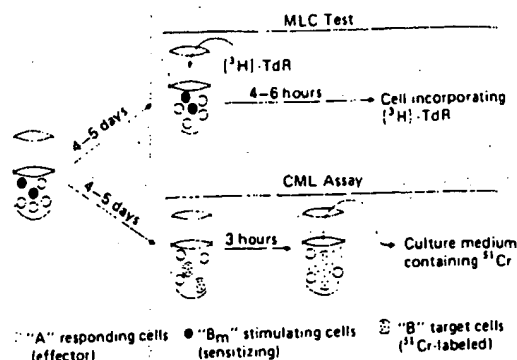 MLC Test
[³H]·TdR
4–5 days
4–6 hours
Cell incorporating
[³H]·TdR
CML Assay
4–5 days
3 hours
Culture medium
containing ⁵¹Cr
"A" responding cells
(effector)
"Bm" stimulating cells
(sensitizing)
"B" target cells
(⁵¹Cr-labeled)